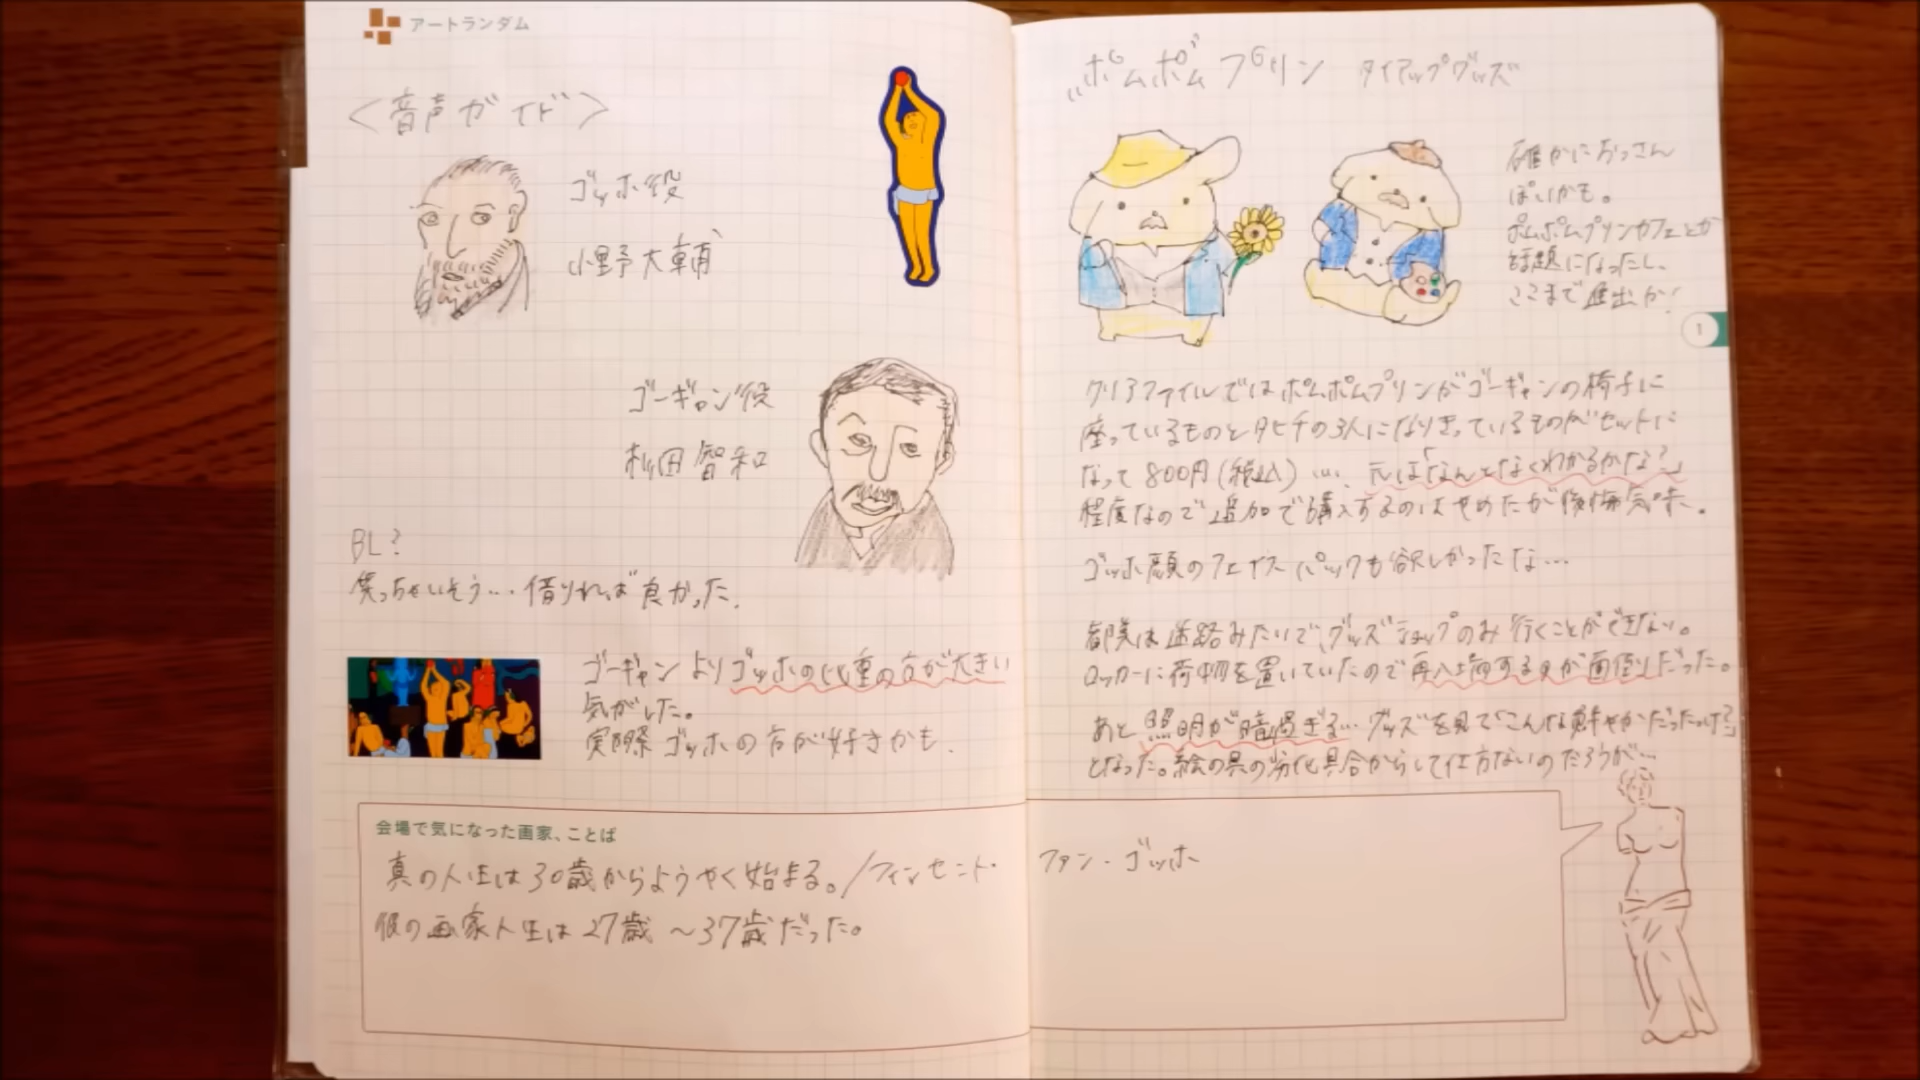 アートランダム
<音声ガイド>
ゴッホ役
小野大輔
ゴーギャン役
杉田智和
BL?
笑っちゃいそう…借りれば良かった。
ゴーギャンよりゴッホの比重の方が大きい
気がした。
実際ゴッホの方が好きかも。
ポムポムプリン タイアップグッズ
確かにおっさん
ぽいかも。
ポムポムプリンカフェとか
話題になったし、
ここまで進出か!
1
クリアファイルではポムポムプリンがゴーギャンの椅子に
座っているものとタヒチの3人になりきっているものがセットに
なって800円(税込)…。元は「なんとなくわかるかな?」
程度なので追加で購入するのはやめたが後悔気味。
ゴッホ顔のフェイスパックも欲しかったな…
都美は迷路みたいで、グッズショップのみ行くことができない。
ロッカーに荷物を置いていたので再入場するのが面倒だった。
あと照明が暗過ぎる…グッズを見て「こんな鮮やかだったっけ?」
となった。絵の具の劣化具合からして仕方ないのだろうが…
会場で気になった画家、ことば
真の人生は30歳からようやく始まる。/フィンセント・ファン・ゴッホ
彼の画家人生は27歳～37歳だった。